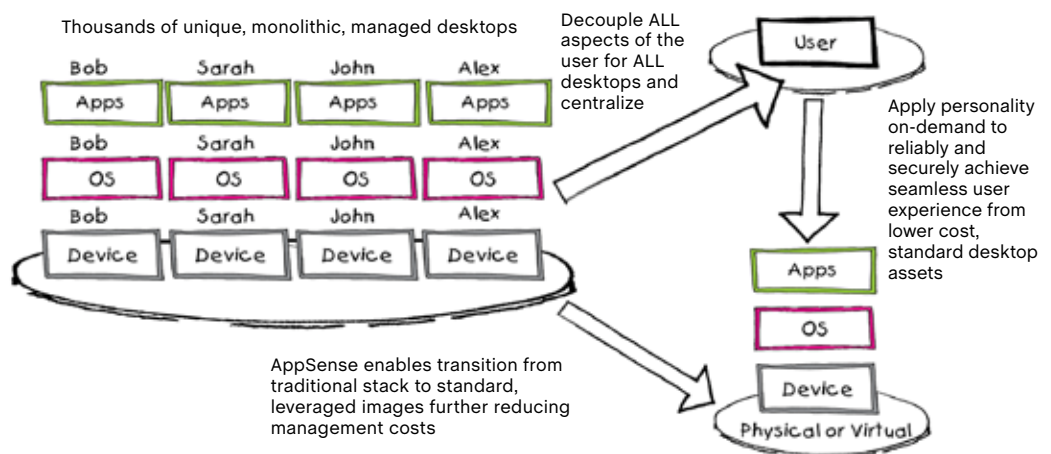 Thousands of unique, monolithic, managed desktops
Bob Sarah John Alex
Apps Apps Apps Apps
Bob Sarah John Alex
OS OS OS OS
Bob Sarah John Alex
Device Device Device Device
Decouple ALL
aspects of the
user for ALL
desktops and
centralize
User
Apply personality
on-demand to
reliably and
securely achieve
seamless user
experience from
lower cost,
standard desktop
assets
Apps
OS
Device
Physical or Virtual
AppSense enables transition from
traditional stack to standard,
leveraged images further reducing
management costs